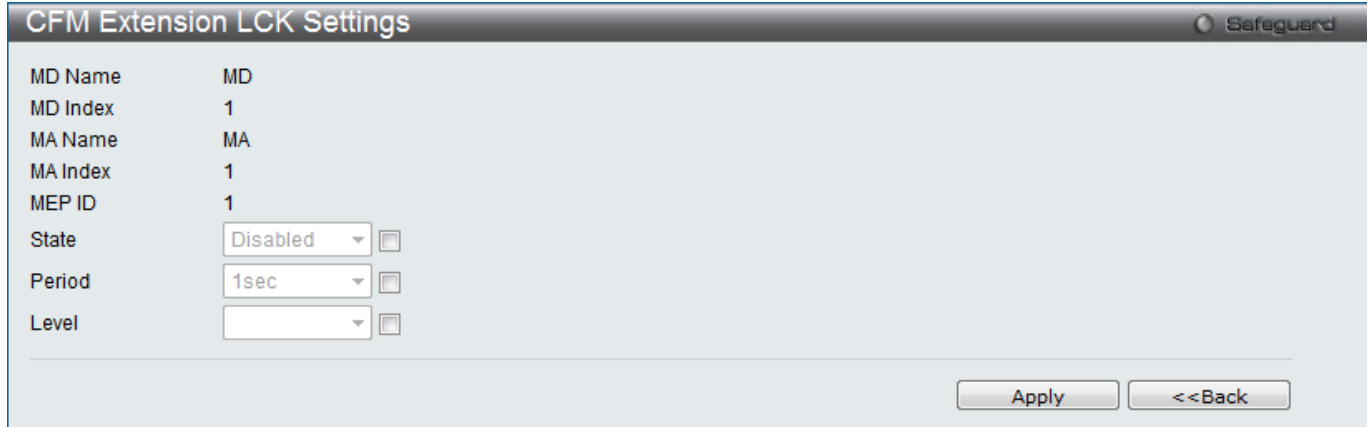 CFM Extension LCK Settings
Safeguard
MD Name MD
MD Index 1
MA Name MA
MA Index 1
MEP ID 1
State Disabled
Period 1sec
Level
Apply <<Back